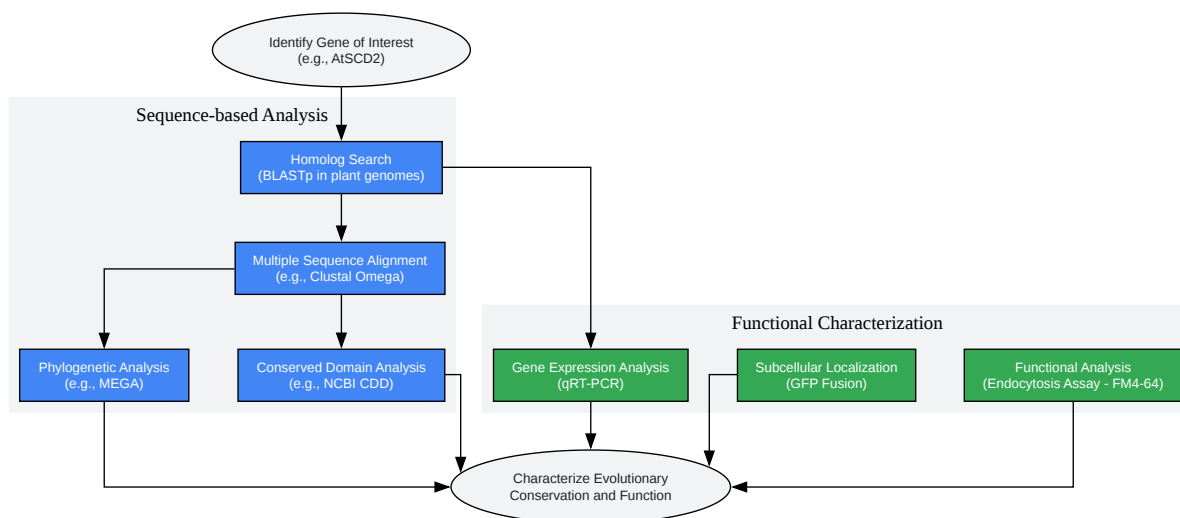 Identify Gene of Interest
(e.g., AtSCD2)
Sequence-based Analysis
Homolog Search
(BLASTp in plant genomes)
Multiple Sequence Alignment
(e.g., Clustal Omega)
Functional Characterization
Phylogenetic Analysis
(e.g., MEGA)
Conserved Domain Analysis
(e.g., NCBI CDD)
Gene Expression Analysis
(qRT-PCR)
Subcellular Localization
(GFP Fusion)
Functional Analysis
(Endocytosis Assay - FM4-64)
Characterize Evolutionary
Conservation and Function